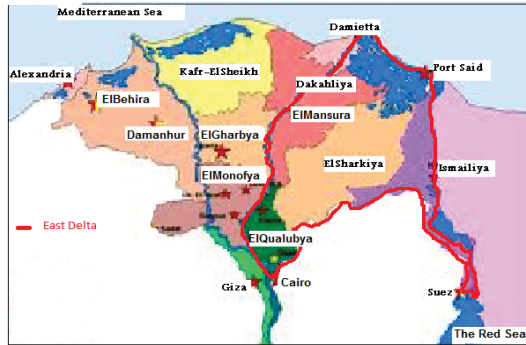 Mediterranean Sea
Damietta
Alexandria
Kafr-ElSheikh
Port Said
ElBehira
Dakahliya
Damanhur
ElGharbya
ElMansura
ElSharkiya
Ismailiya
ElMonofya
East Delta
ElQualubya
Giza
Cairo
Suez
The Red Sea